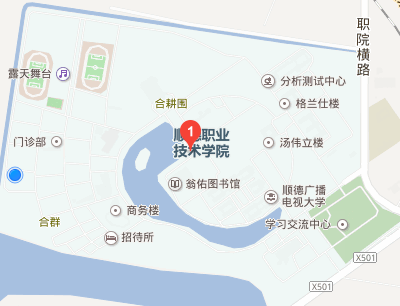 职院横路
露天舞台
分析测试中心
合耕围
格兰仕楼
1
顺德职业
技术学院
门诊部
汤伟立楼
翁佑图书馆
顺德广播
电视大学
商务楼
合群
学习交流中心
招待所
X501
X501